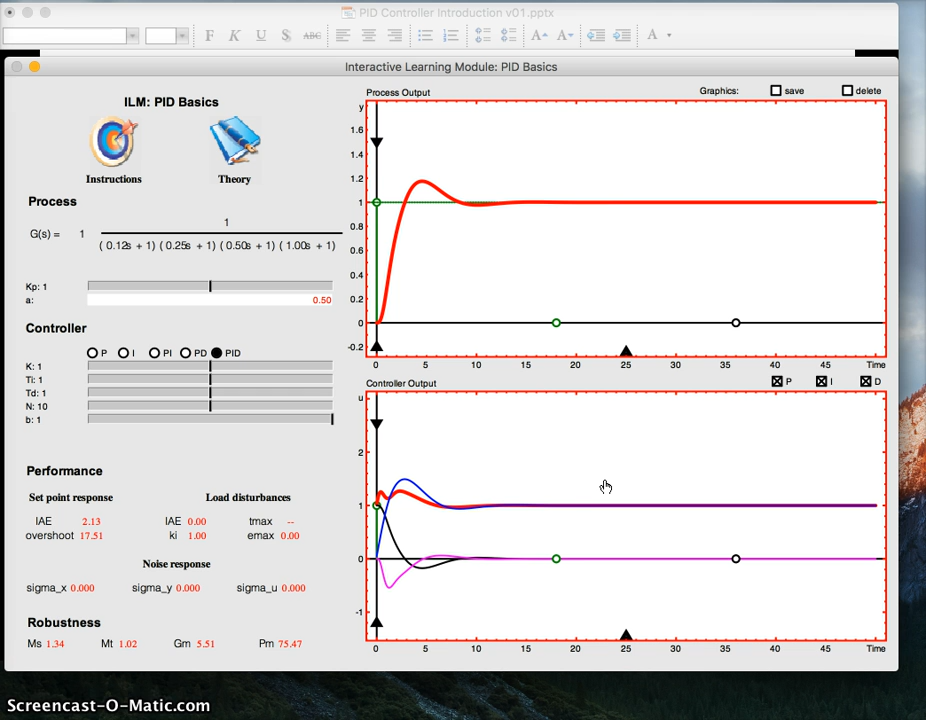 PID Controller Introduction v01.pptx
F K U S ABC A A A
Interactive Learning Module: PID Basics
ILM: PID Basics
Instructions Theory
Process
G(s) = 1
1
( 0.12s + 1) ( 0.25s + 1) ( 0.50s + 1) ( 1.00s + 1)
Kp: 1
a: 0.50
Controller
P I PI PD PID
K: 1
Ti: 1
Td: 1
N: 10
b: 1
Performance
Set point response Load disturbances
IAE 2.13 IAE 0.00 tmax --
overshoot 17.51 ki 1.00 emax 0.00
Noise response
sigma_x 0.000 sigma_y 0.000 sigma_u 0.000
Robustness
Ms 1.34 Mt 1.02 Gm 5.51 Pm 75.47
Process Output Graphics: save delete
y
1.6
1.4
1.2
1
0.8
0.6
0.4
0.2
0
-0.2
0 5 10 15 20 25 30 35 40 45 Time
Controller Output P I D
u
2
1
0
-1
0 5 10 15 20 25 30 35 40 45 Time
Screencast-O-Matic.com